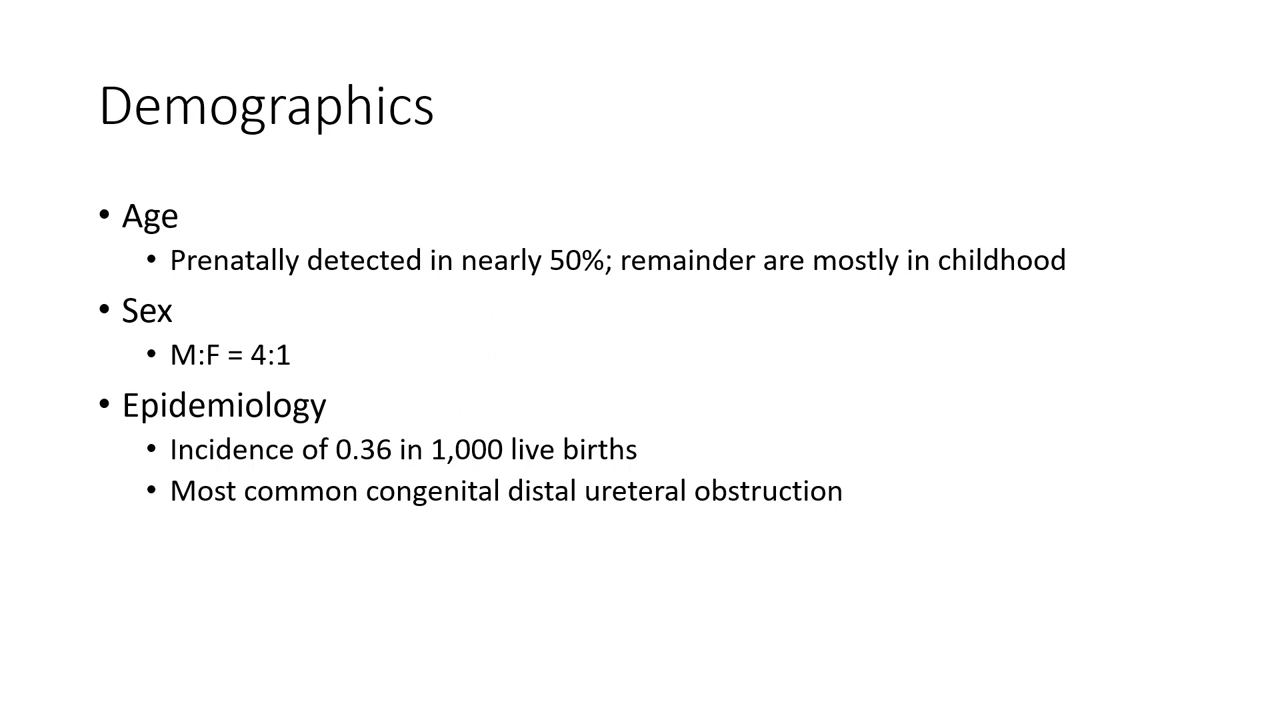 Demographics
• Age
• Prenatally detected in nearly 50%; remainder are mostly in childhood
• Sex
• M:F = 4:1
• Epidemiology
• Incidence of 0.36 in 1,000 live births
• Most common congenital distal ureteral obstruction